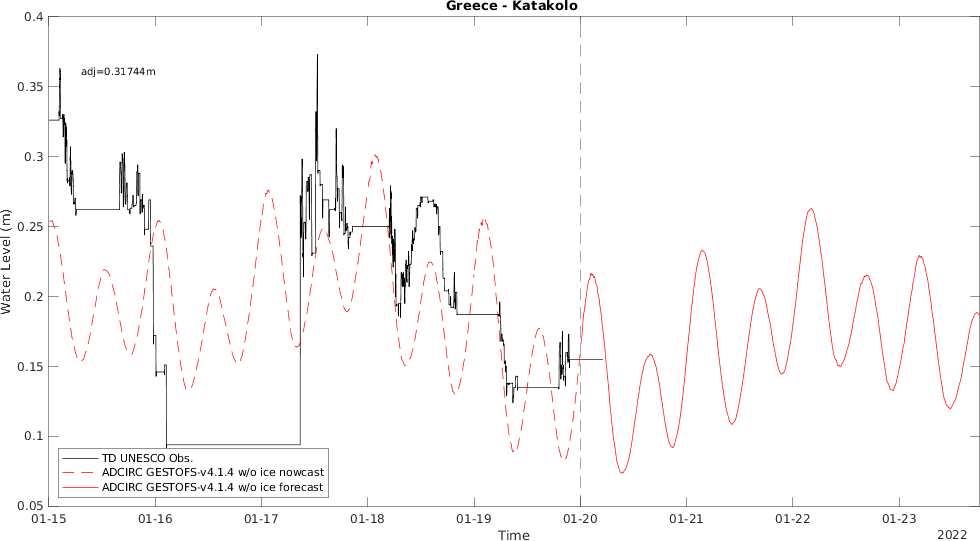 Greece - Katakolo
0.4
0.35
0.3
0.25
0.2
0.15
0.1
0.05
Water Level (m)
adj=0.31744m
TD UNESCO Obs.
ADCIRC GESTOFS-v4.1.4 w/o ice nowcast
ADCIRC GESTOFS-v4.1.4 w/o ice forecast
01-15 01-16 01-17 01-18 01-19 01-20 01-21 01-22 01-23
Time
2022